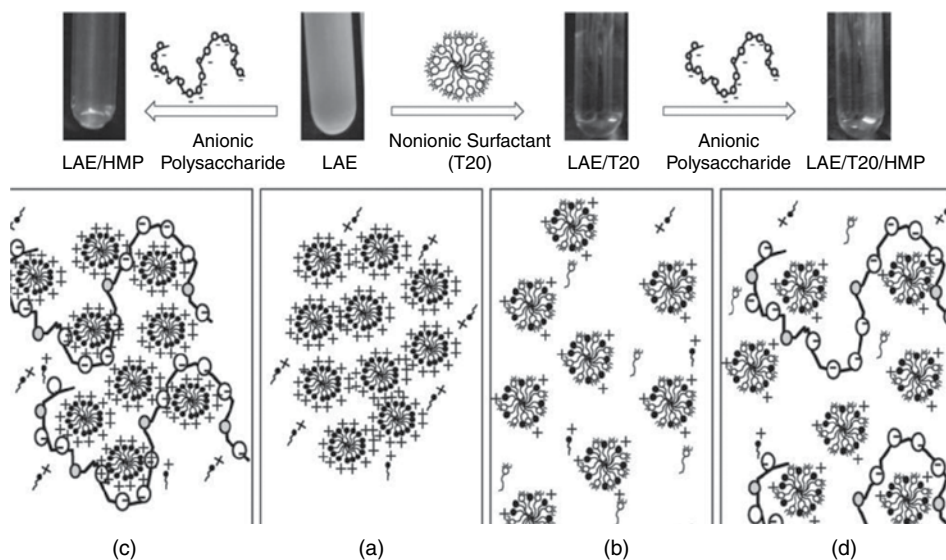 Anionic
Polysaccharide
Nonionic Surfactant
(T20)
Anionic
Polysaccharide
LAE/HMP
LAE
LAE/T20
LAE/T20/HMP
(c)
(a)
(b)
(d)